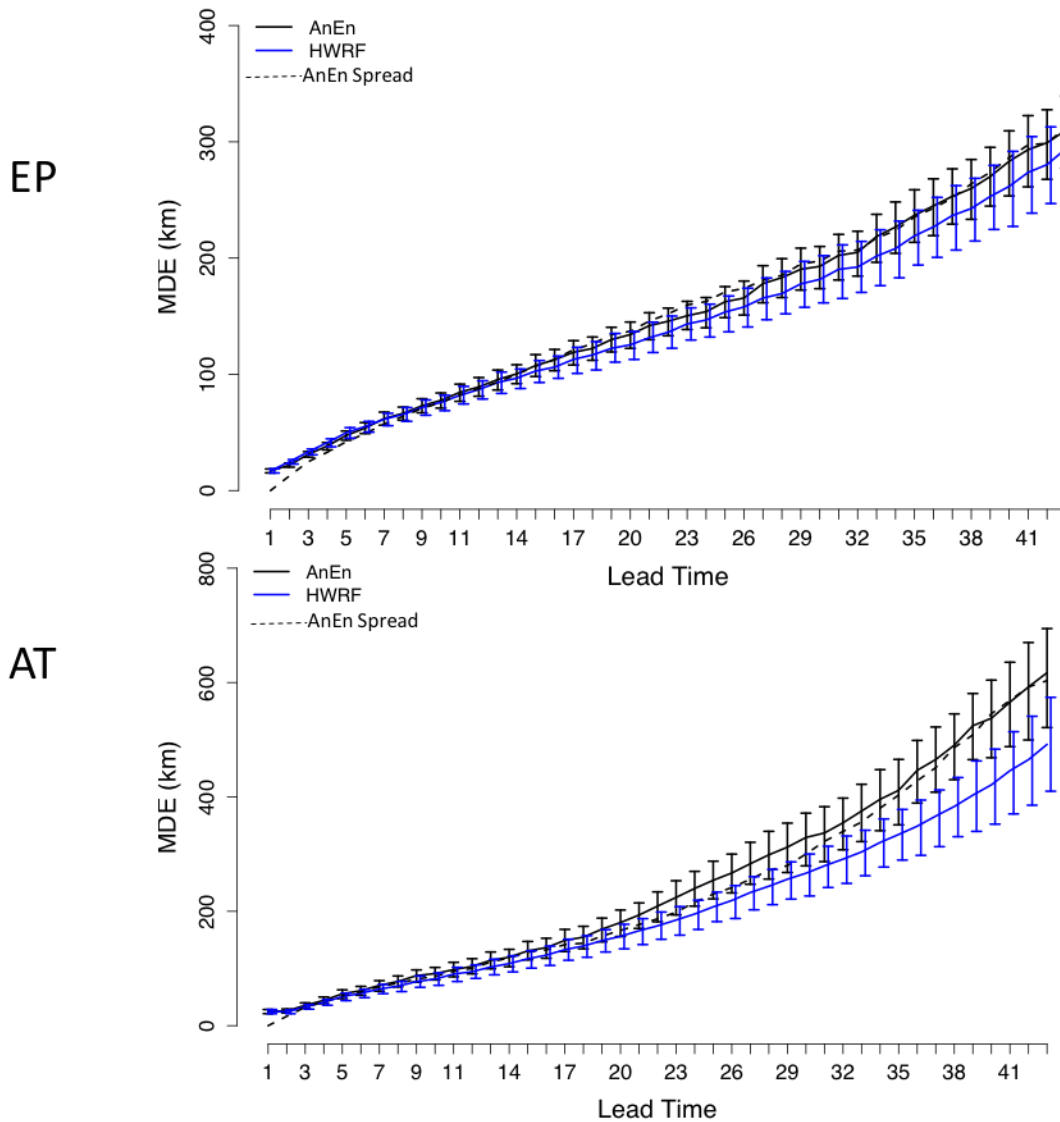 EP
AnEn
HWRF
AnEn Spread
MDE (km)
400
300
200
100
0
1 3 5 7 9 11 14 17 20 23 26 29 32 35 38 41
Lead Time
AT
AnEn
HWRF
AnEn Spread
MDE (km)
800
600
400
200
0
1 3 5 7 9 11 14 17 20 23 26 29 32 35 38 41
Lead Time